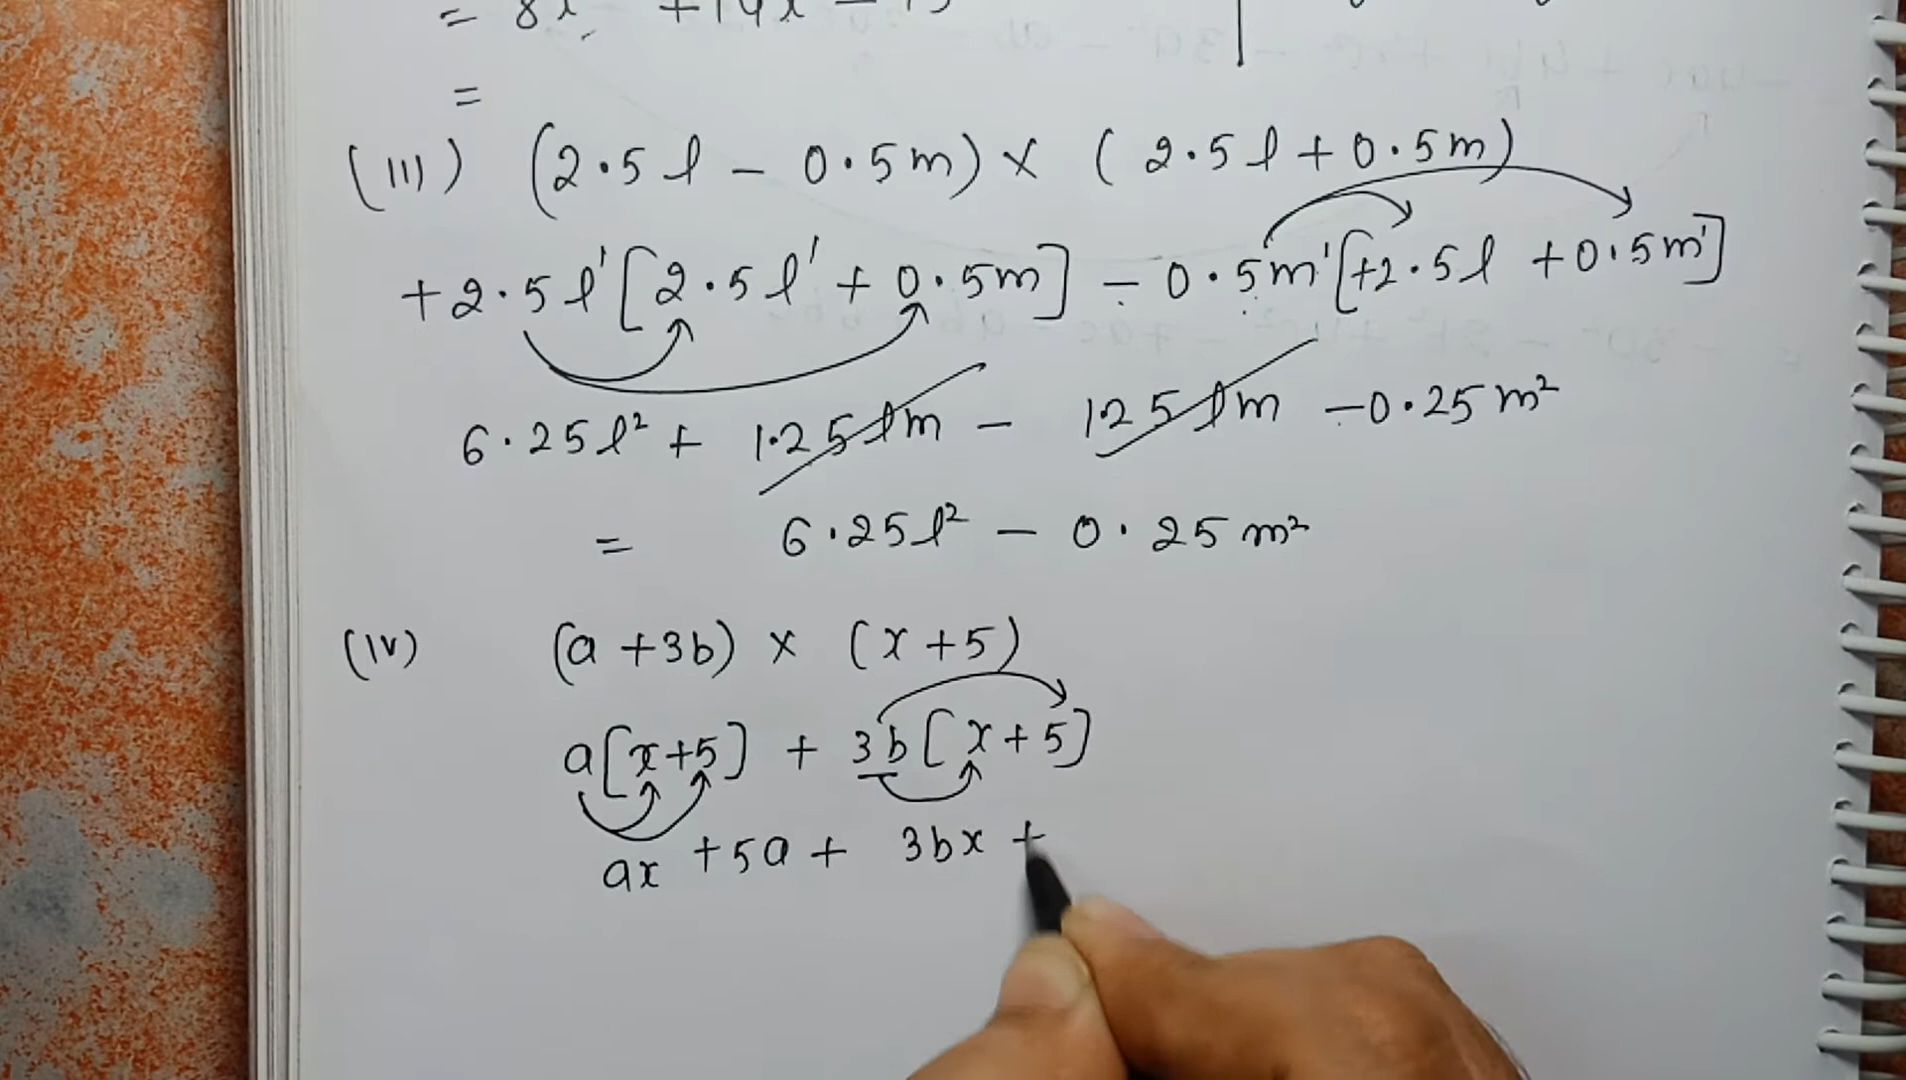 =
(iii) (2.5l - 0.5m) × (2.5l + 0.5m)
+2.5l' [2.5l' + 0.5m] - 0.5m' [+2.5l + 0.5m']
6.25l² + 1.25lm - 1.25lm - 0.25m²
= 6.25l² - 0.25m²
(iv) (a + 3b) × (x + 5)
a[x+5] + 3b[x+5]
ax + 5a + 3bx +